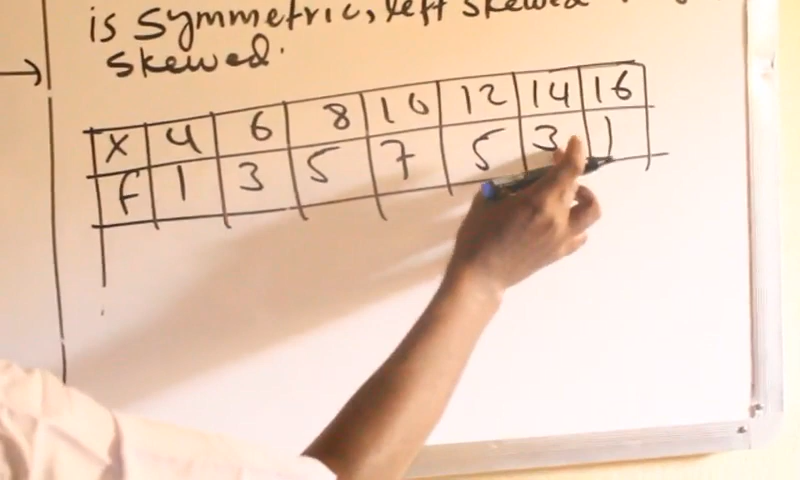 is Symmetric, left skewed
skewed.
X 4 6 8 10 12 14 16
f 1 3 5 7 5 3 1